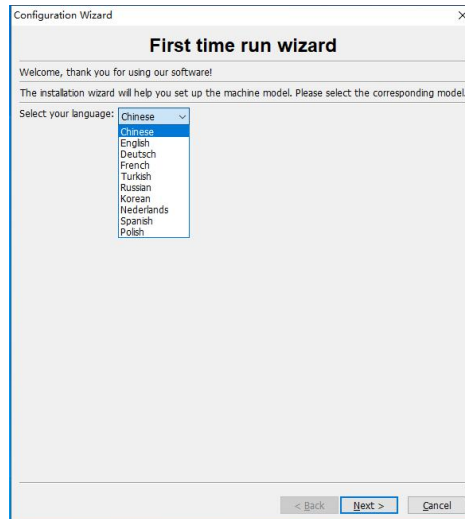 Configuration Wizard
First time run wizard
Welcome, thank you for using our software!
The installation wizard will help you set up the machine model. Please select the corresponding model.
Select your language: Chinese
Chinese
English
Deutsch
French
Turkish
Russian
Korean
Nederlands
Spanish
Polish
< Back Next > Cancel